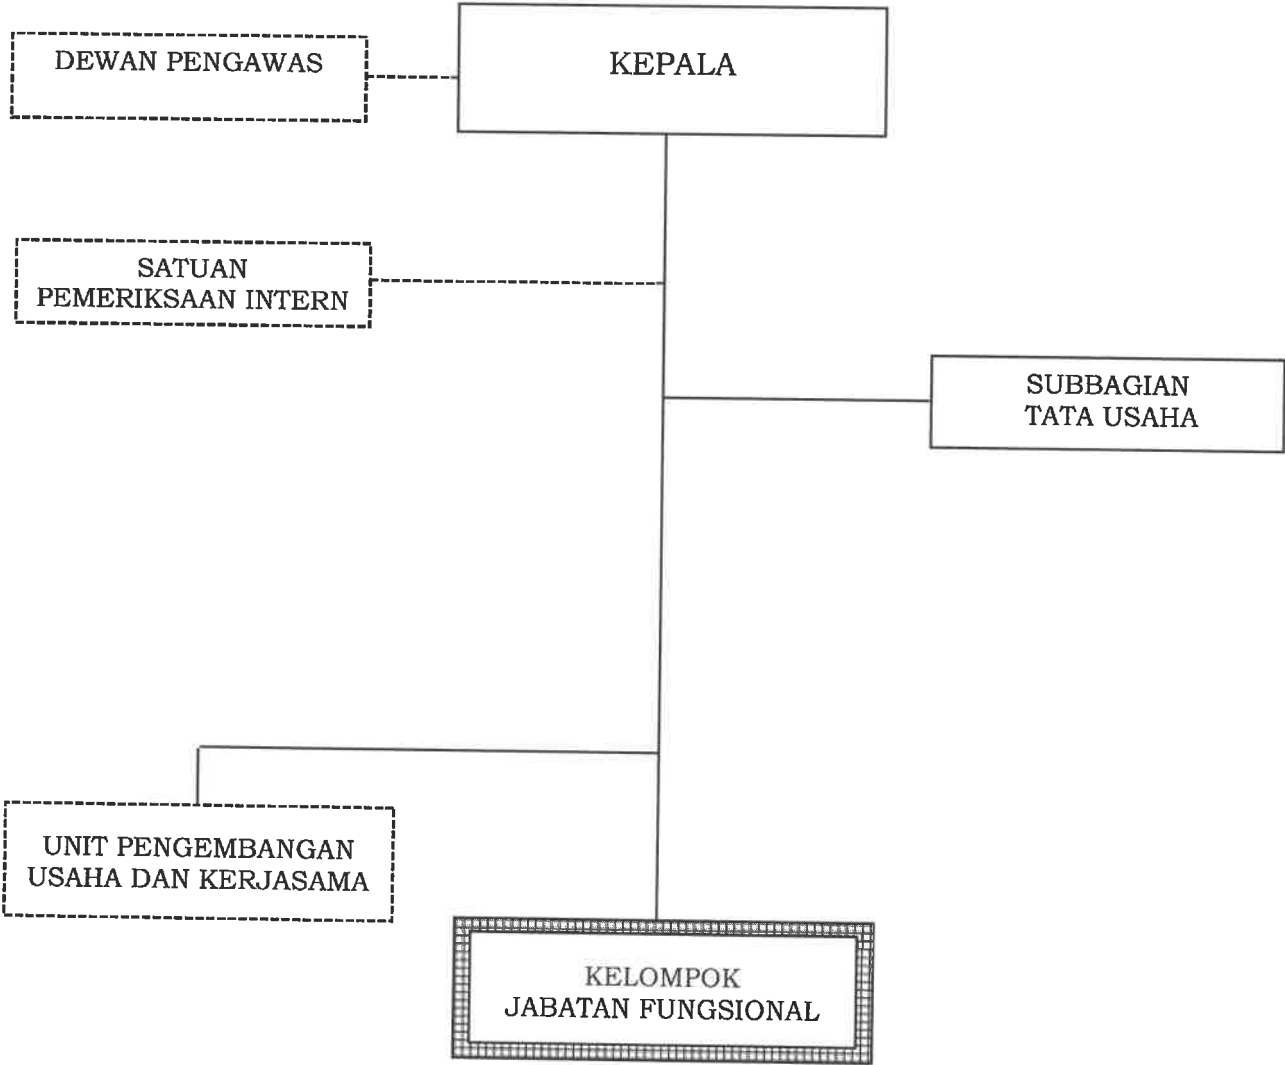 DEWAN PENGAWAS
KEPALA
SATUAN
PEMERIKSAAN INTERN
SUBBAGIAN
TATA USAHA
UNIT PENGEMBANGAN
USAHA DAN KERJASAMA
KELOMPOK
JABATAN FUNGSIONAL